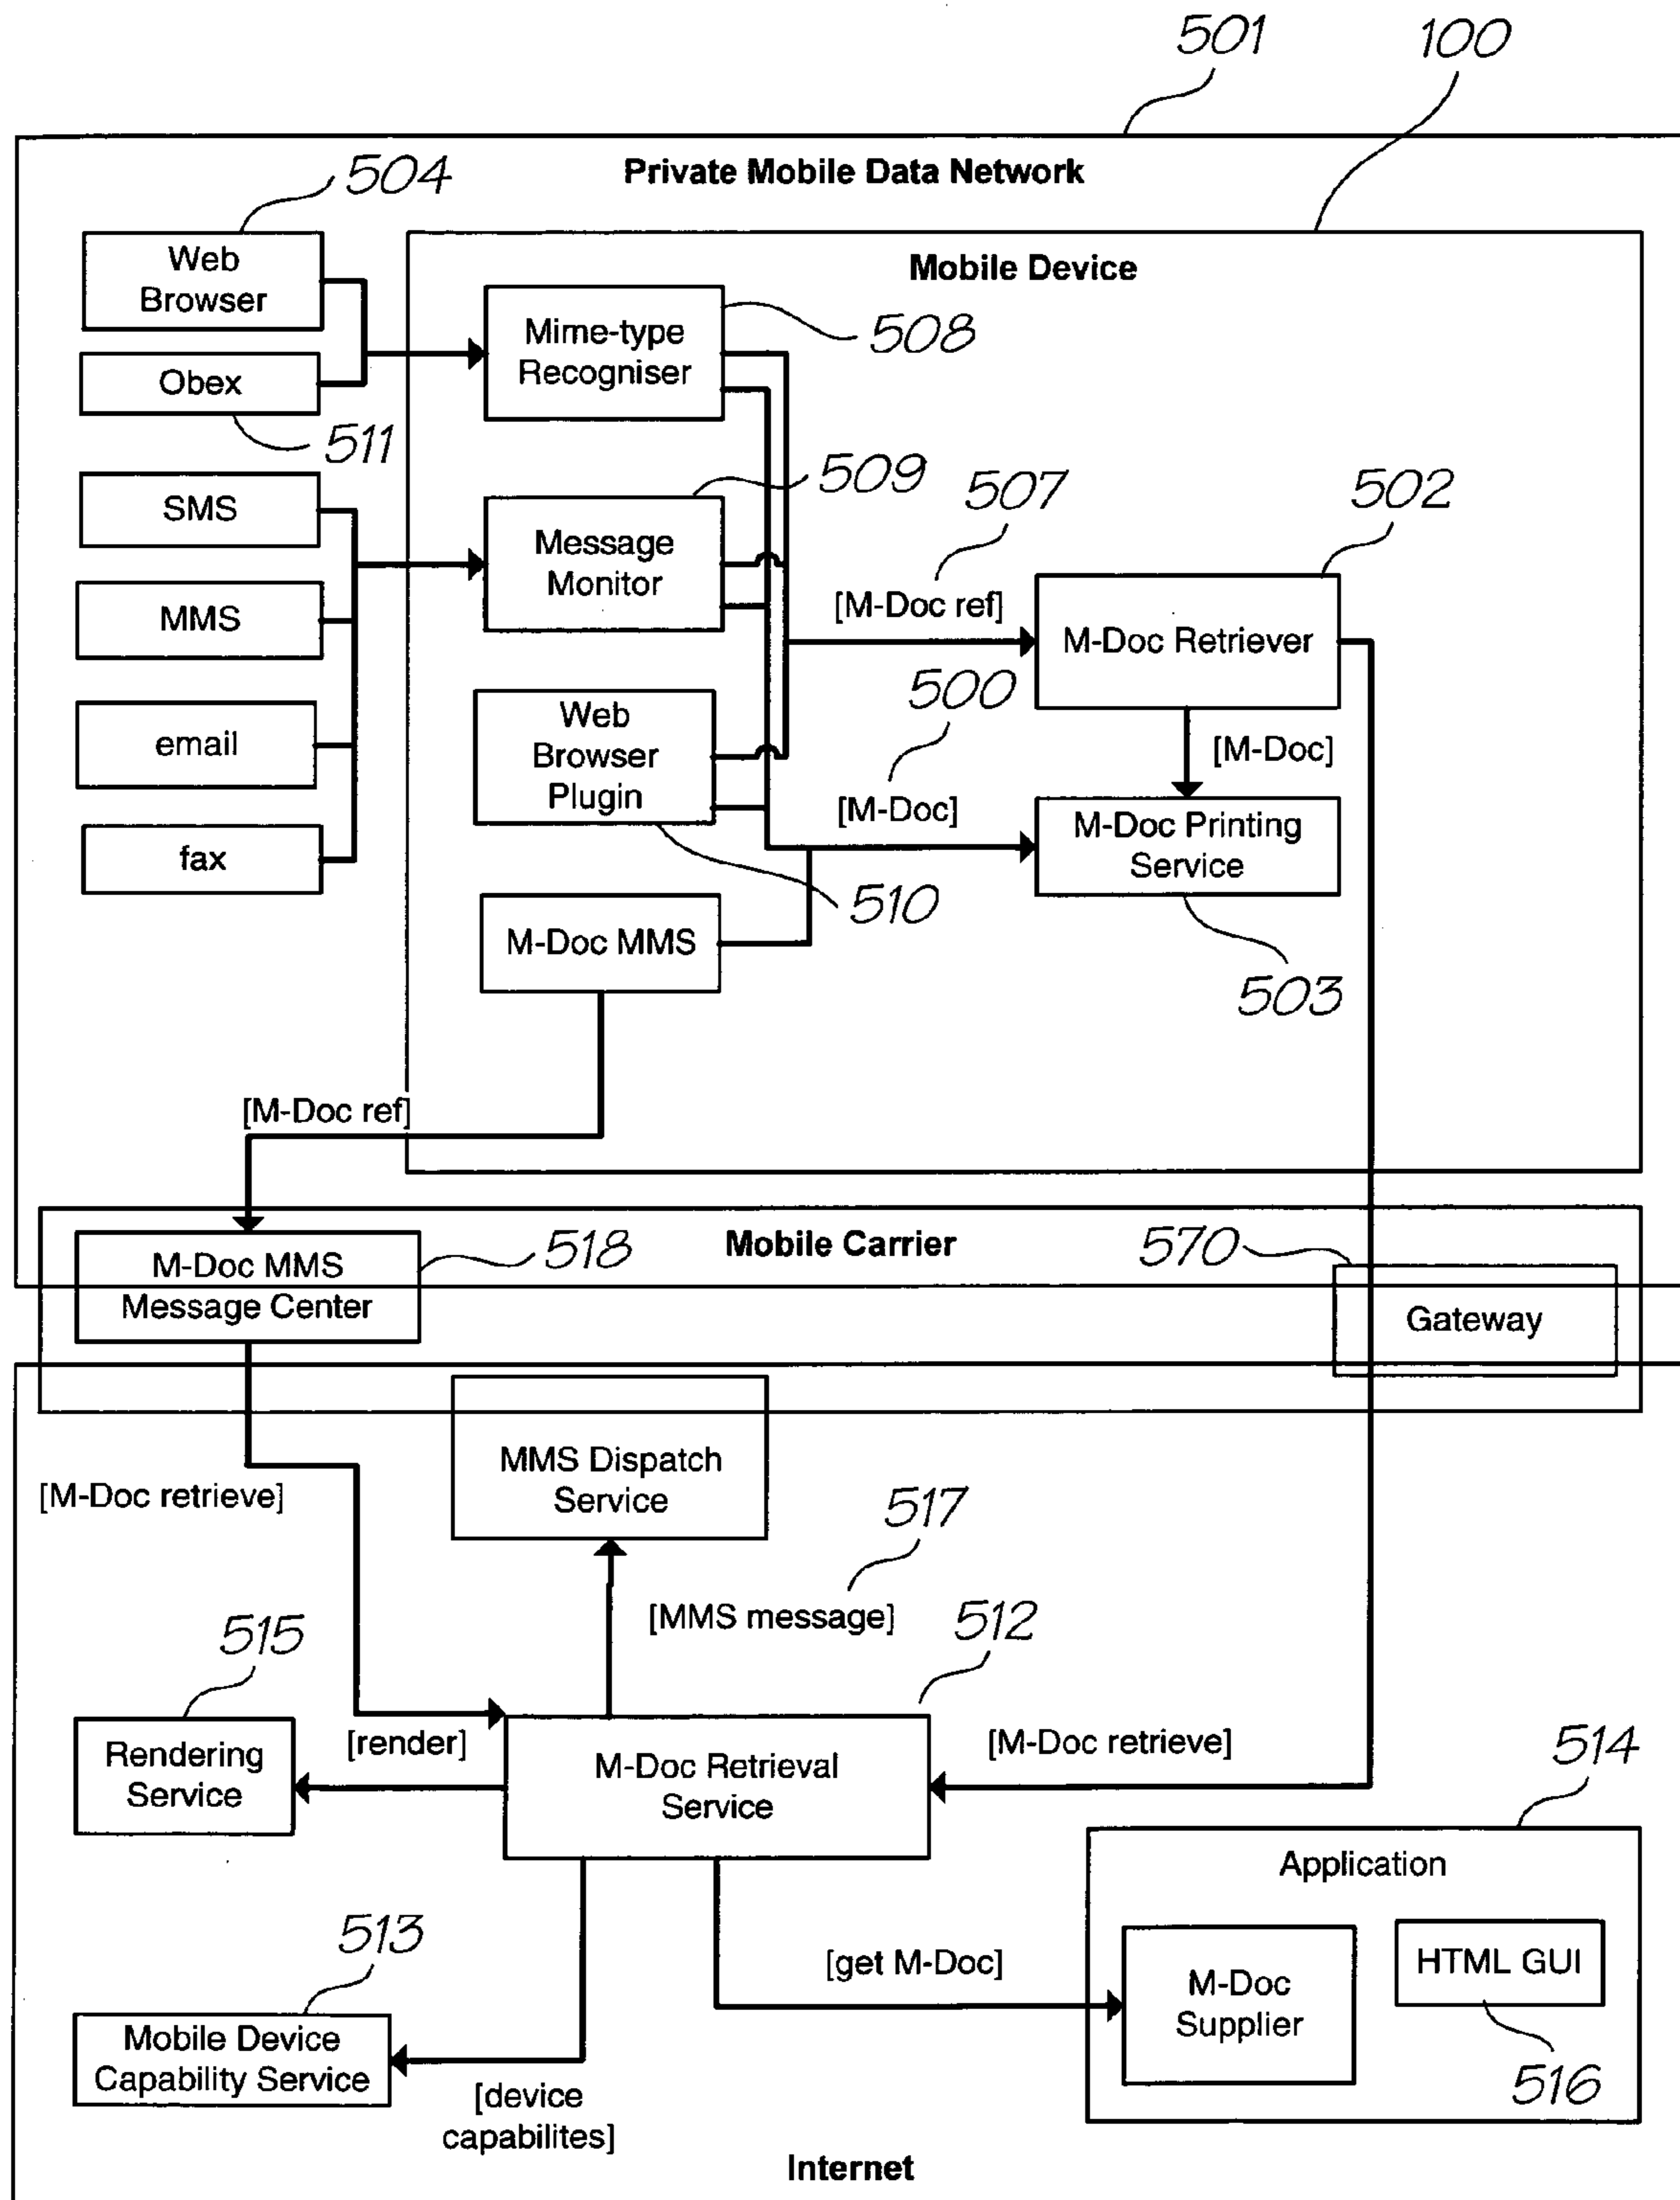 501
100
Private Mobile Data Network
504
Web
Browser
Mobile Device
Mime-type
Recogniser
508
Obex
511
SMS
509
507
502
Message
Monitor
MMS
[M-Doc ref]
M-Doc Retriever
500
Web
Browser
Plugin
email
[M-Doc]
[M-Doc]
M-Doc Printing
Service
fax
510
M-Doc MMS
503
[M-Doc ref]
M-Doc MMS
Message Center
518
Mobile Carrier
570
Gateway
MMS Dispatch
Service
[M-Doc retrieve]
517
[MMS message]
512
515
Rendering
Service
[render]
M-Doc Retrieval
Service
[M-Doc retrieve]
514
Application
513
[get M-Doc]
M-Doc
Supplier
HTML GUI
Mobile Device
Capability Service
516
[device
capabilites]
Internet